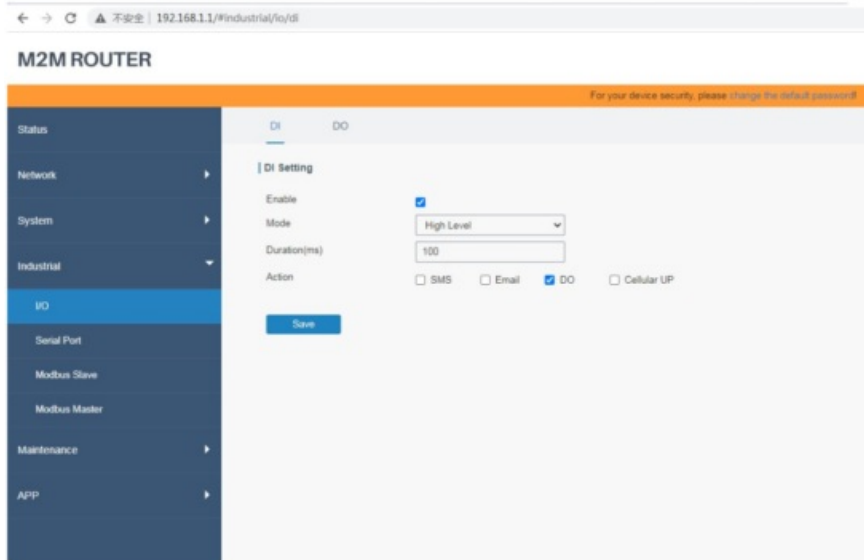 不安全 | 192.168.1.1/#industrial/io/di
M2M ROUTER
For your device security, please change the default password!
Status
Network
System
Industrial
I/O
Serial Port
Modbus Slave
Modbus Master
Maintenance
APP
DI DO
DI Setting
Enable
Mode High Level
Duration(ms) 100
Action SMS Email DO Cellular UP
Save